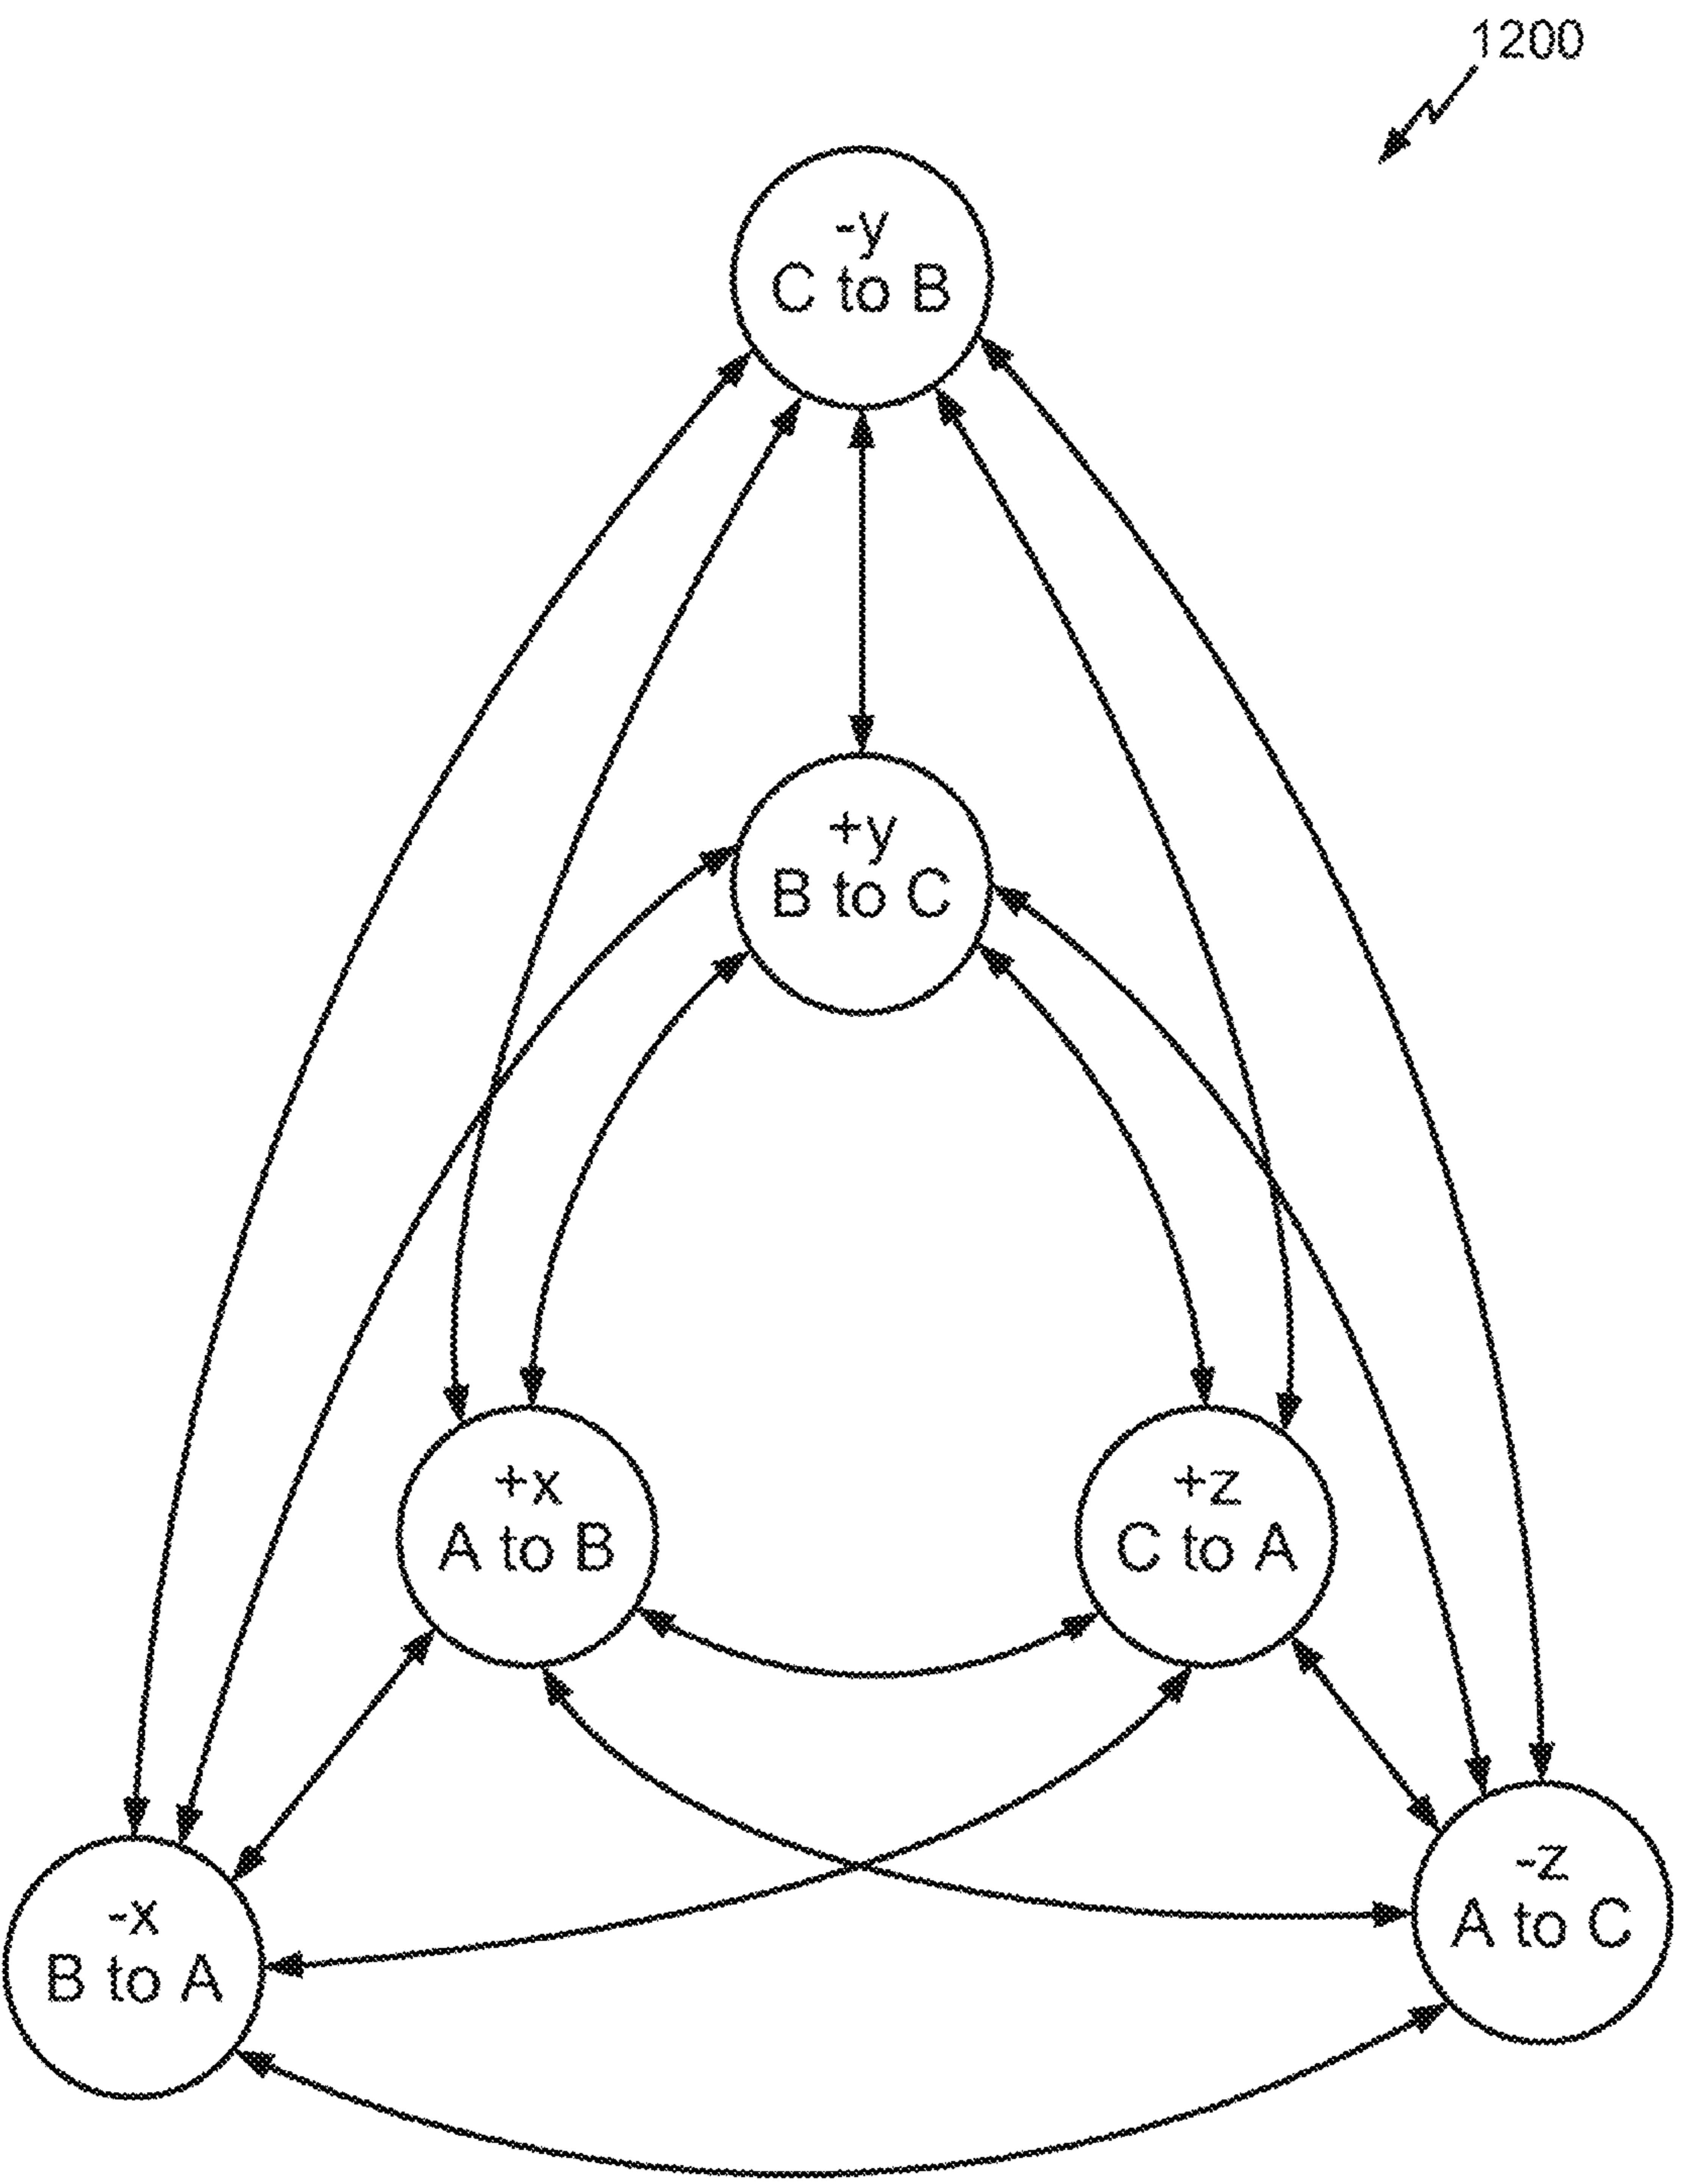 1200
-y
C to B
+y
B to C
+x
A to B
+z
C to A
-x
B to A
-z
A to C